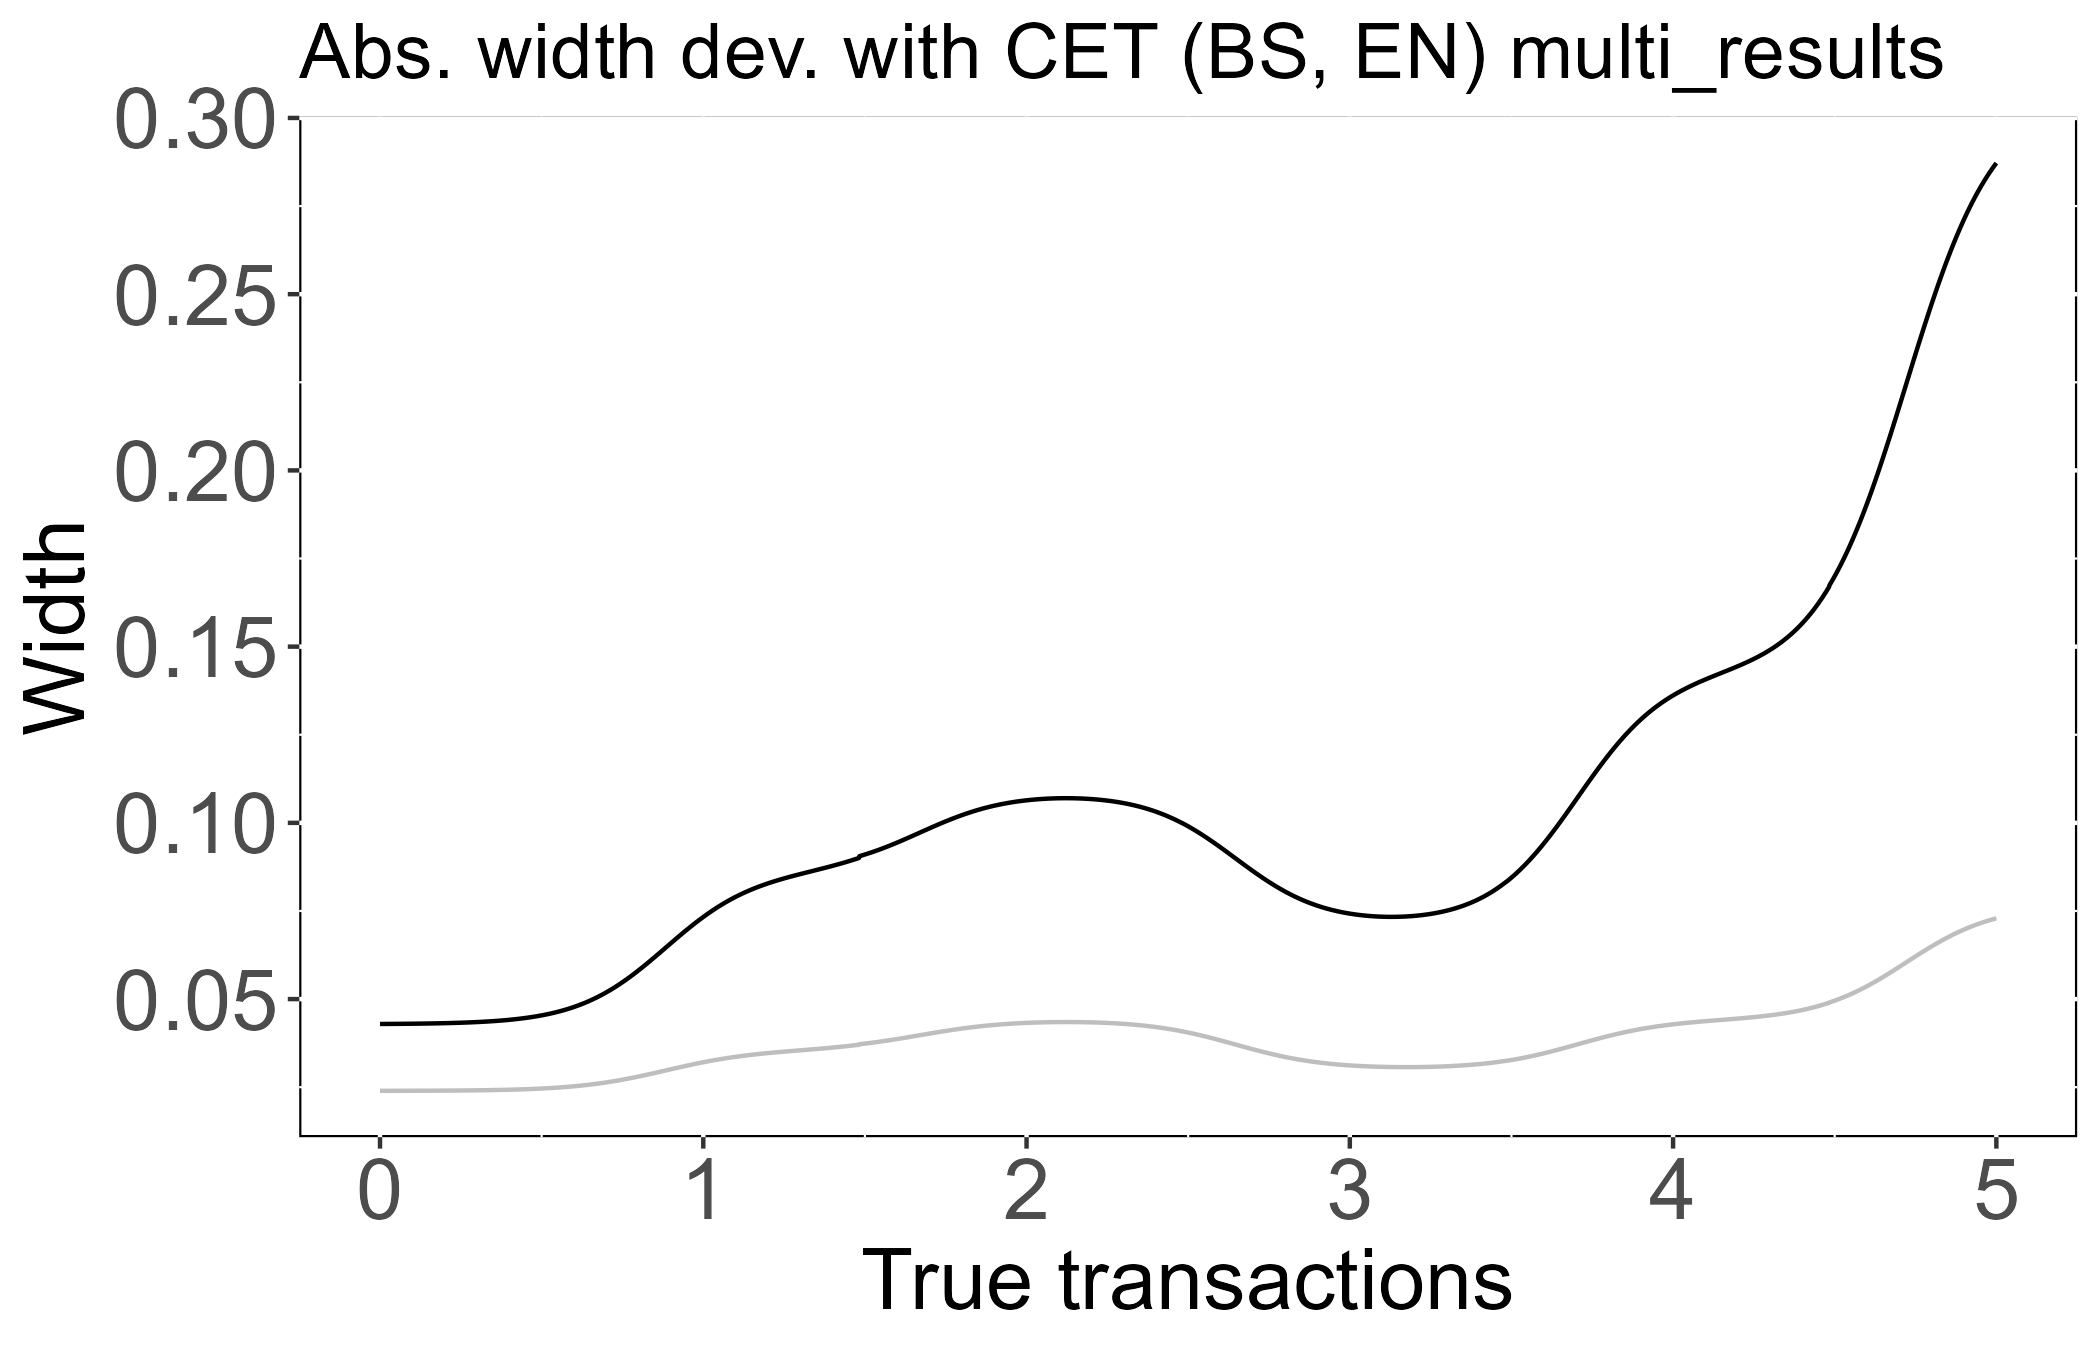 Abs. width dev. with CET (BS, EN) multi_results
0.30
0.25
0.20
0.15
0.10
0.05
Width
0 1 2 3 4 5
True transactions